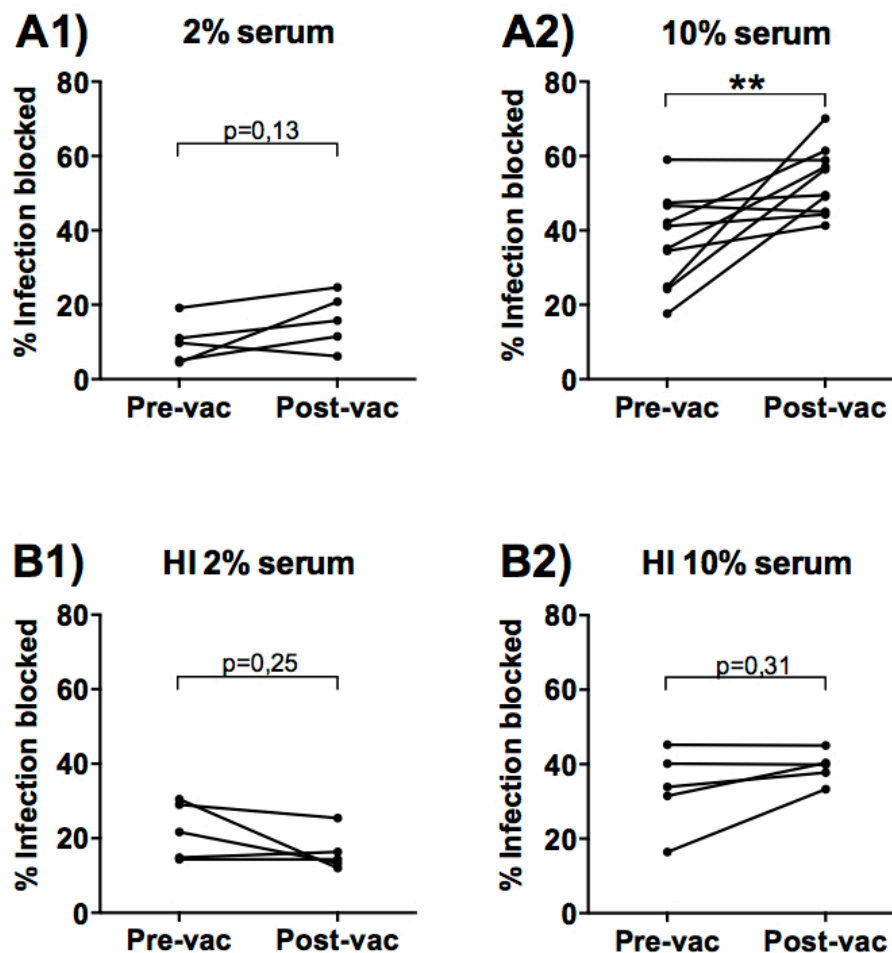 A1) 2% serum
% Infection blocked
80
60
40
20
0
p=0,13
Pre-vac Post-vac
A2) 10% serum
% Infection blocked
80
60
40
20
0
**
Pre-vac Post-vac
B1) HI 2% serum
% Infection blocked
80
60
40
20
0
p=0,25
Pre-vac Post-vac
B2) HI 10% serum
% Infection blocked
80
60
40
20
0
p=0,31
Pre-vac Post-vac